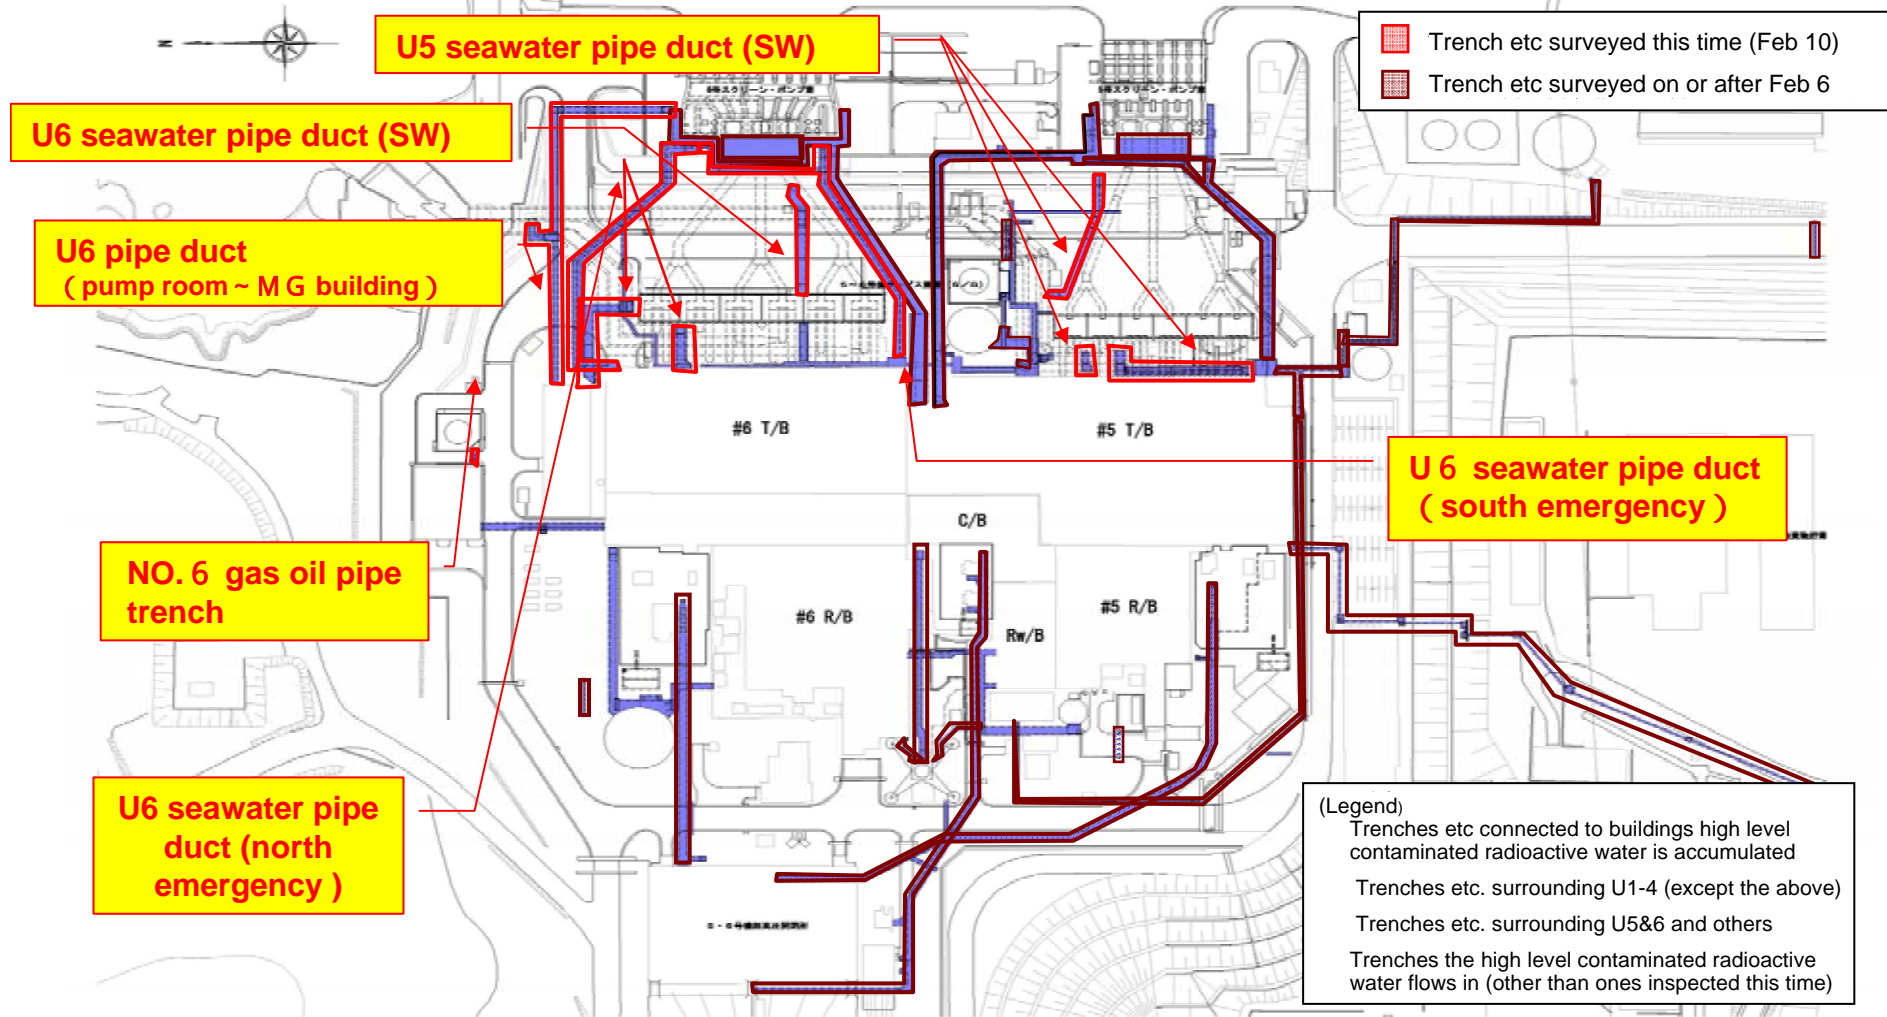 N
U5 seawater pipe duct (SW)
Trench etc surveyed this time (Feb 10)
Trench etc surveyed on or after Feb 6
U6 seawater pipe duct (SW)
U6 pipe duct
（pump room ~ ＭＧ building）
#6 T/B
#5 T/B
U６ seawater pipe duct
（south emergency）
C/B
NO.６ gas oil pipe
trench
#6 R/B
#5 R/B
Rw/B
U6 seawater pipe
duct (north
emergency )
(Legend)
Trenches etc connected to buildings high level
contaminated radioactive water is accumulated
Trenches etc. surrounding U1-4 (except the above)
Trenches etc. surrounding U5&6 and others
Trenches the high level contaminated radioactive
water flows in (other than ones inspected this time)